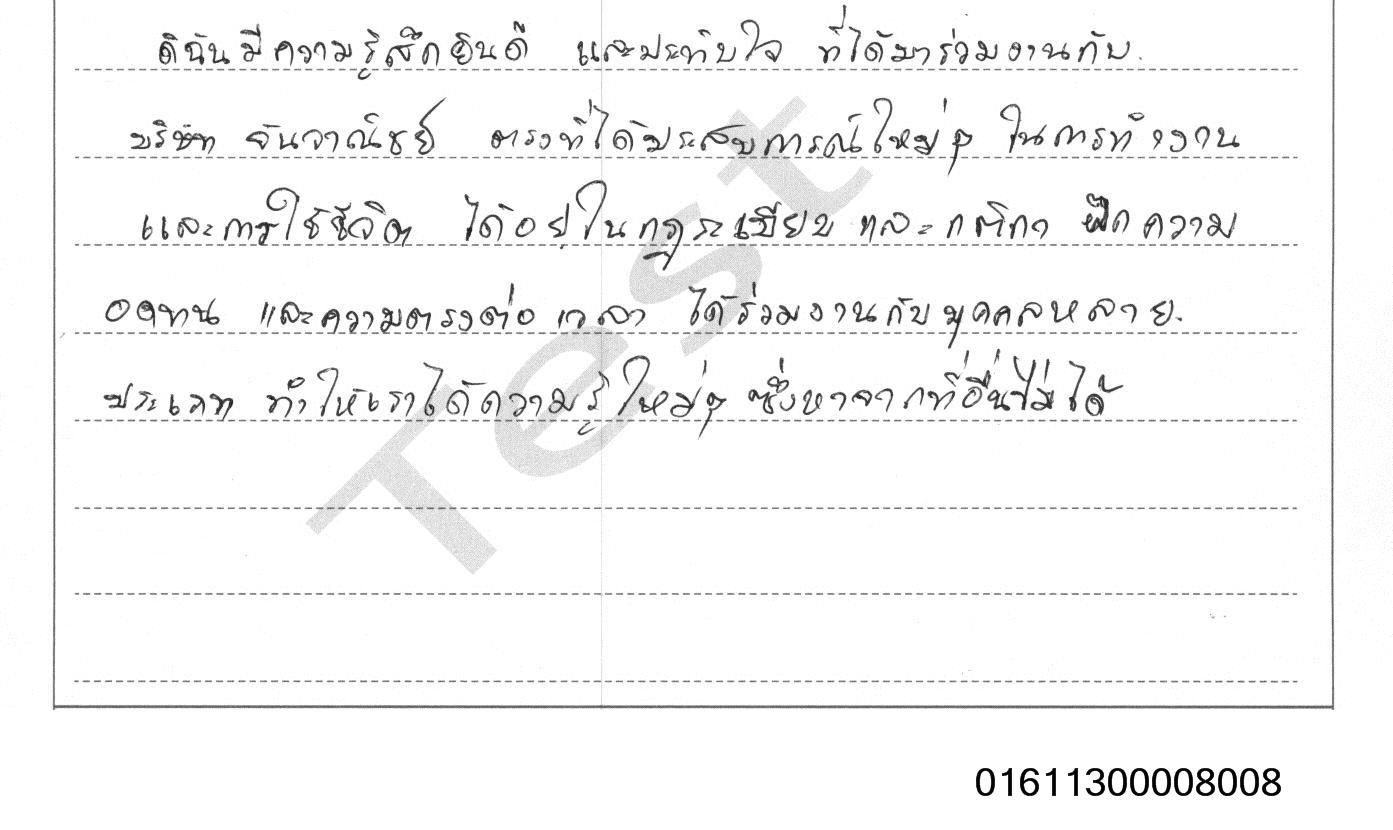 ดิฉันมีความรู้สึกยินดี และประทับใจ ที่ได้มาร่วมงานกับ
บริษัท จันวาณิชย์ ตรงที่ได้ประสบการณ์ใหม่ๆ ในการทำงาน
และการใช้ชีวิต ได้อยู่ในกฎระเบียบ และกติกา ฝึกความ
อดทน และความตรงต่อเวลา ได้ร่วมงานกับบุคคลหลาย
ประเภท ทำให้เราได้ความรู้ใหม่ๆ ซึ่งหาจากที่อื่นไม่ได้
Test
01611300008008